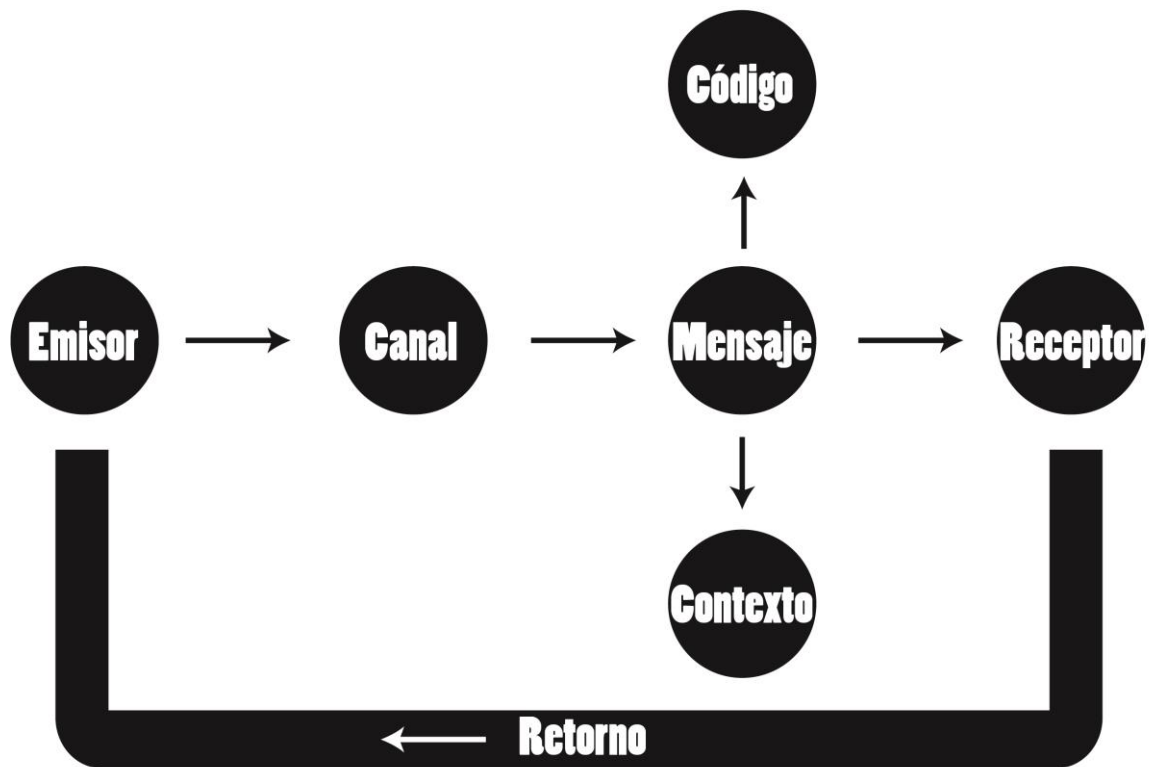 Código
Emisor
Canal
Mensaje
Receptor
Contexto
Retorno